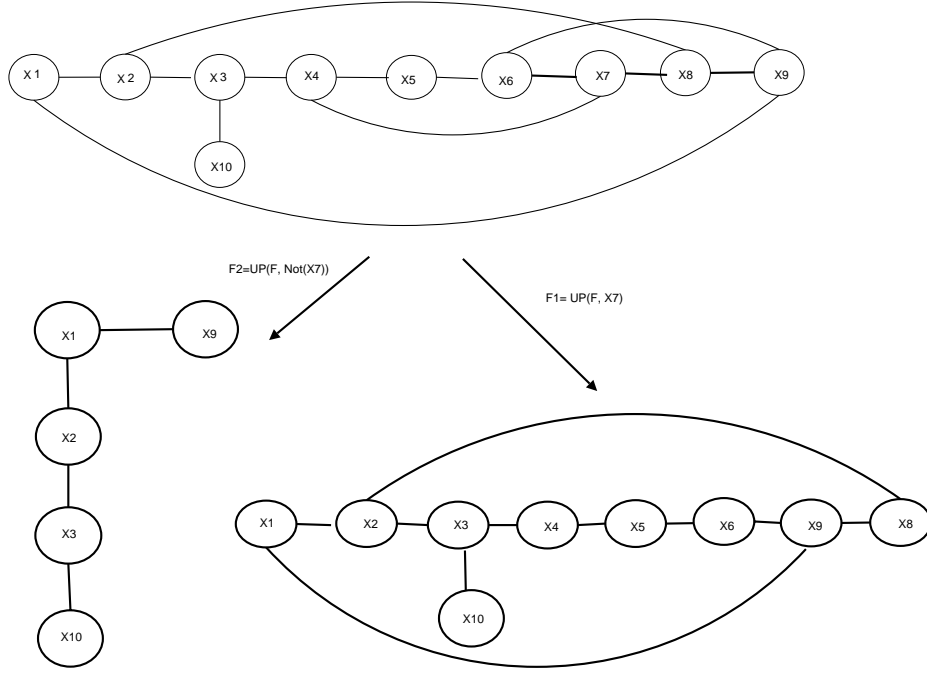 X 1 X 2 X 3 X4 X5 X6 X7 X8 X9
X10
F2=UP(F, Not(X7))
F1= UP(F, X7)
X1 X9
X2
X3
X10
X1 X2 X3 X4 X5 X6 X9 X8
X10